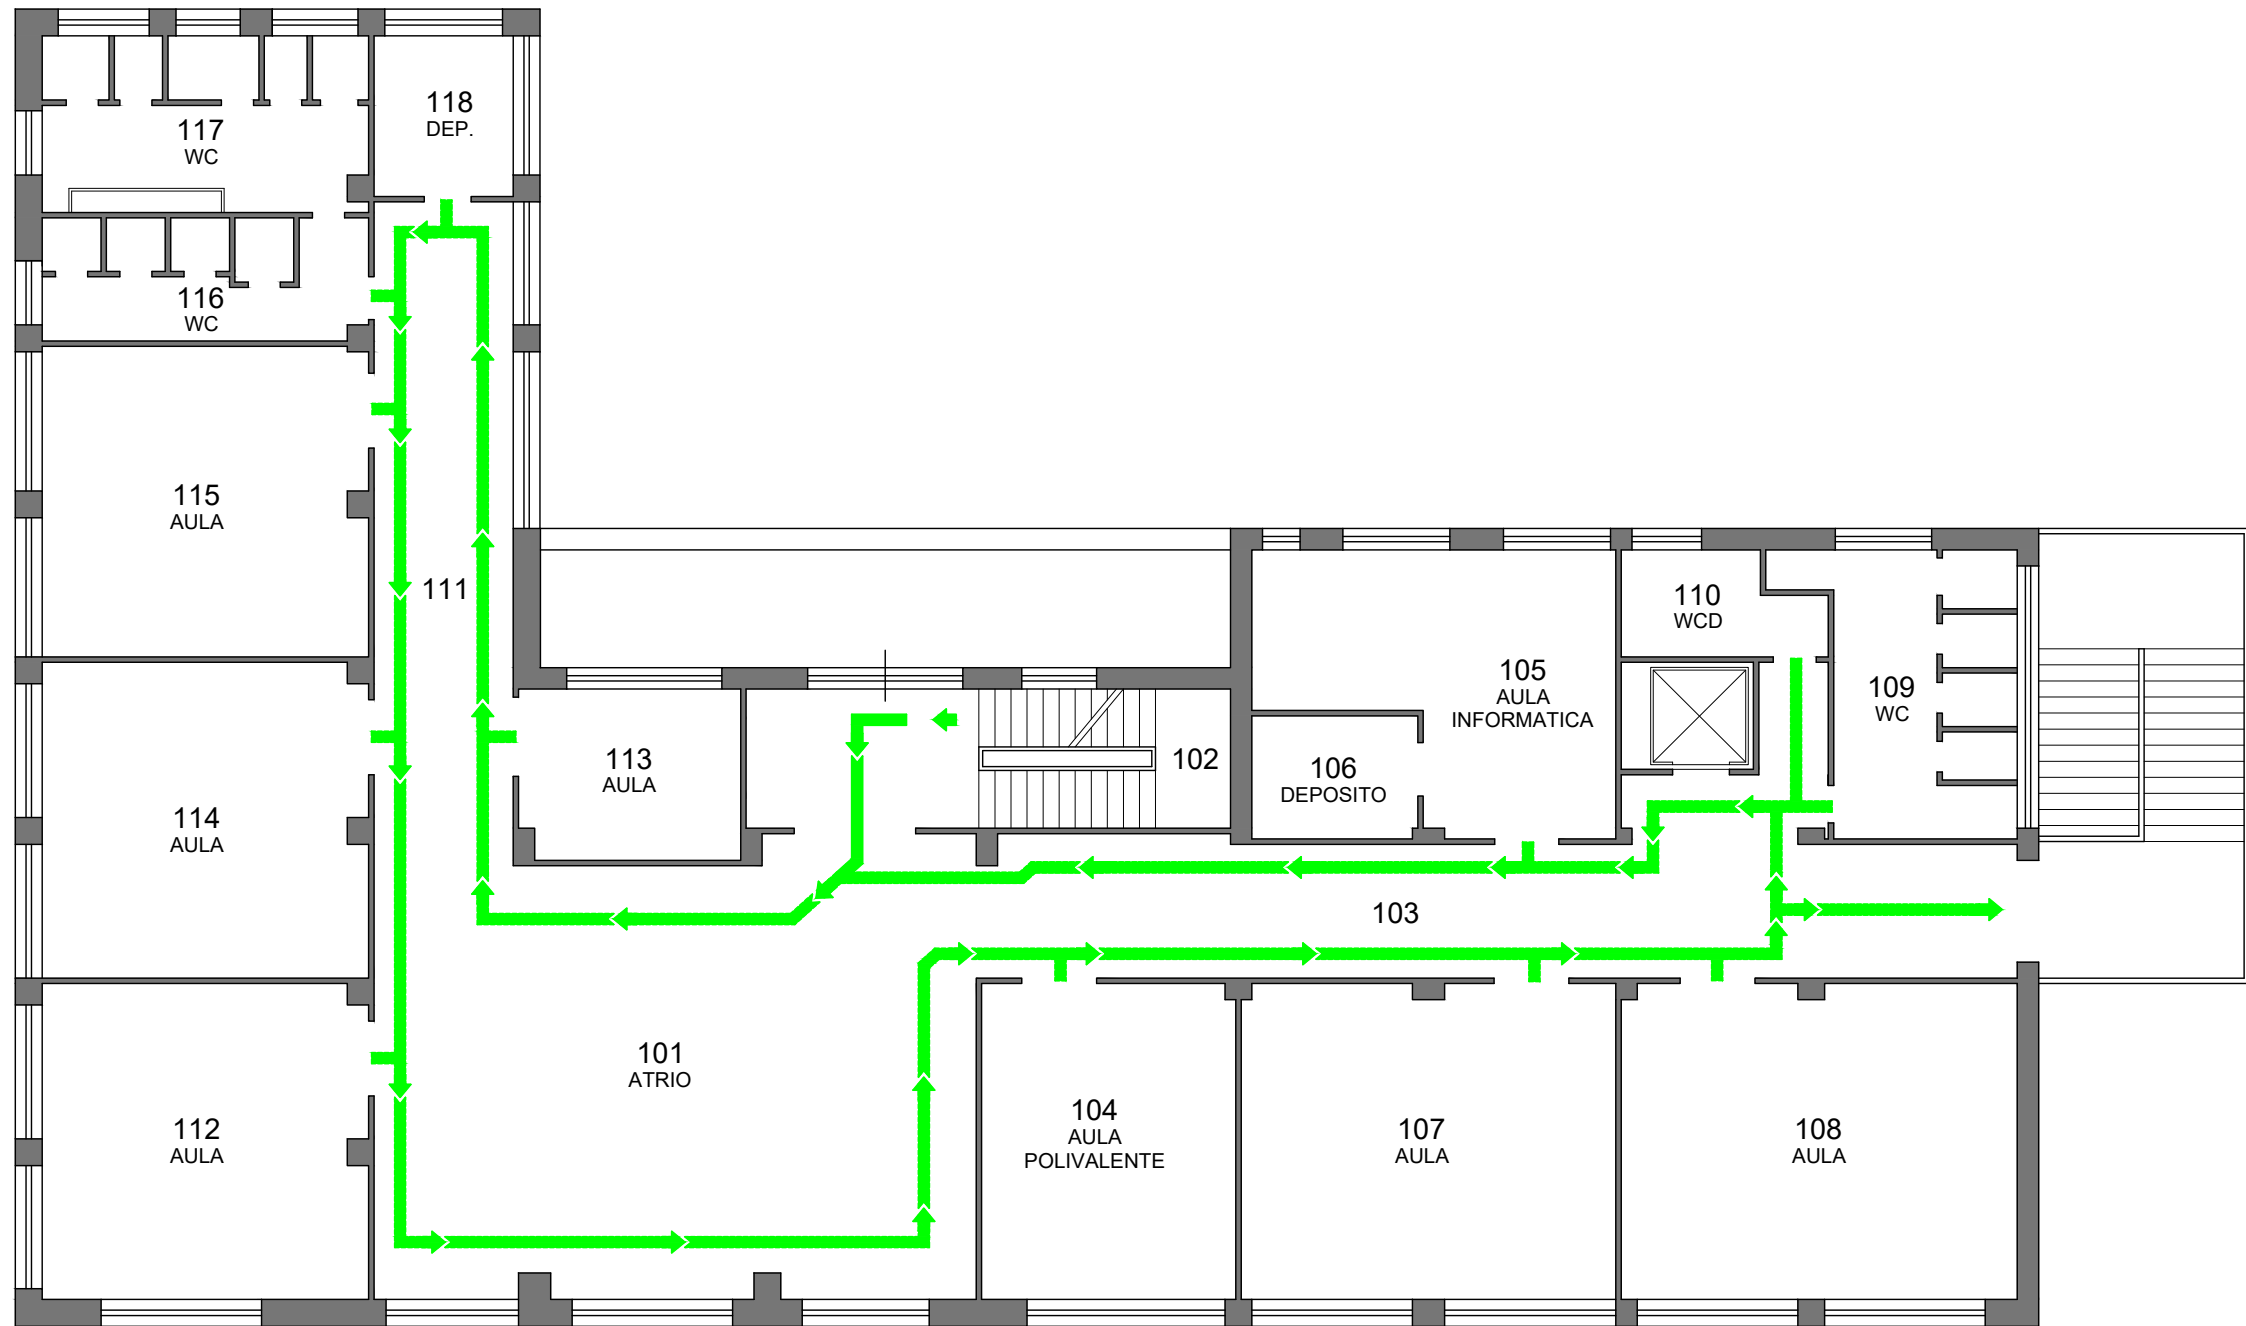 118
DEP.
117
WC
116
WC
115
AULA
111
110
WCD
105
AULA
INFORMATICA
109
WC
113
AULA
102
106
DEPOSITO
114
AULA
103
101
ATRIO
104
AULA
POLIVALENTE
112
AULA
107
AULA
108
AULA